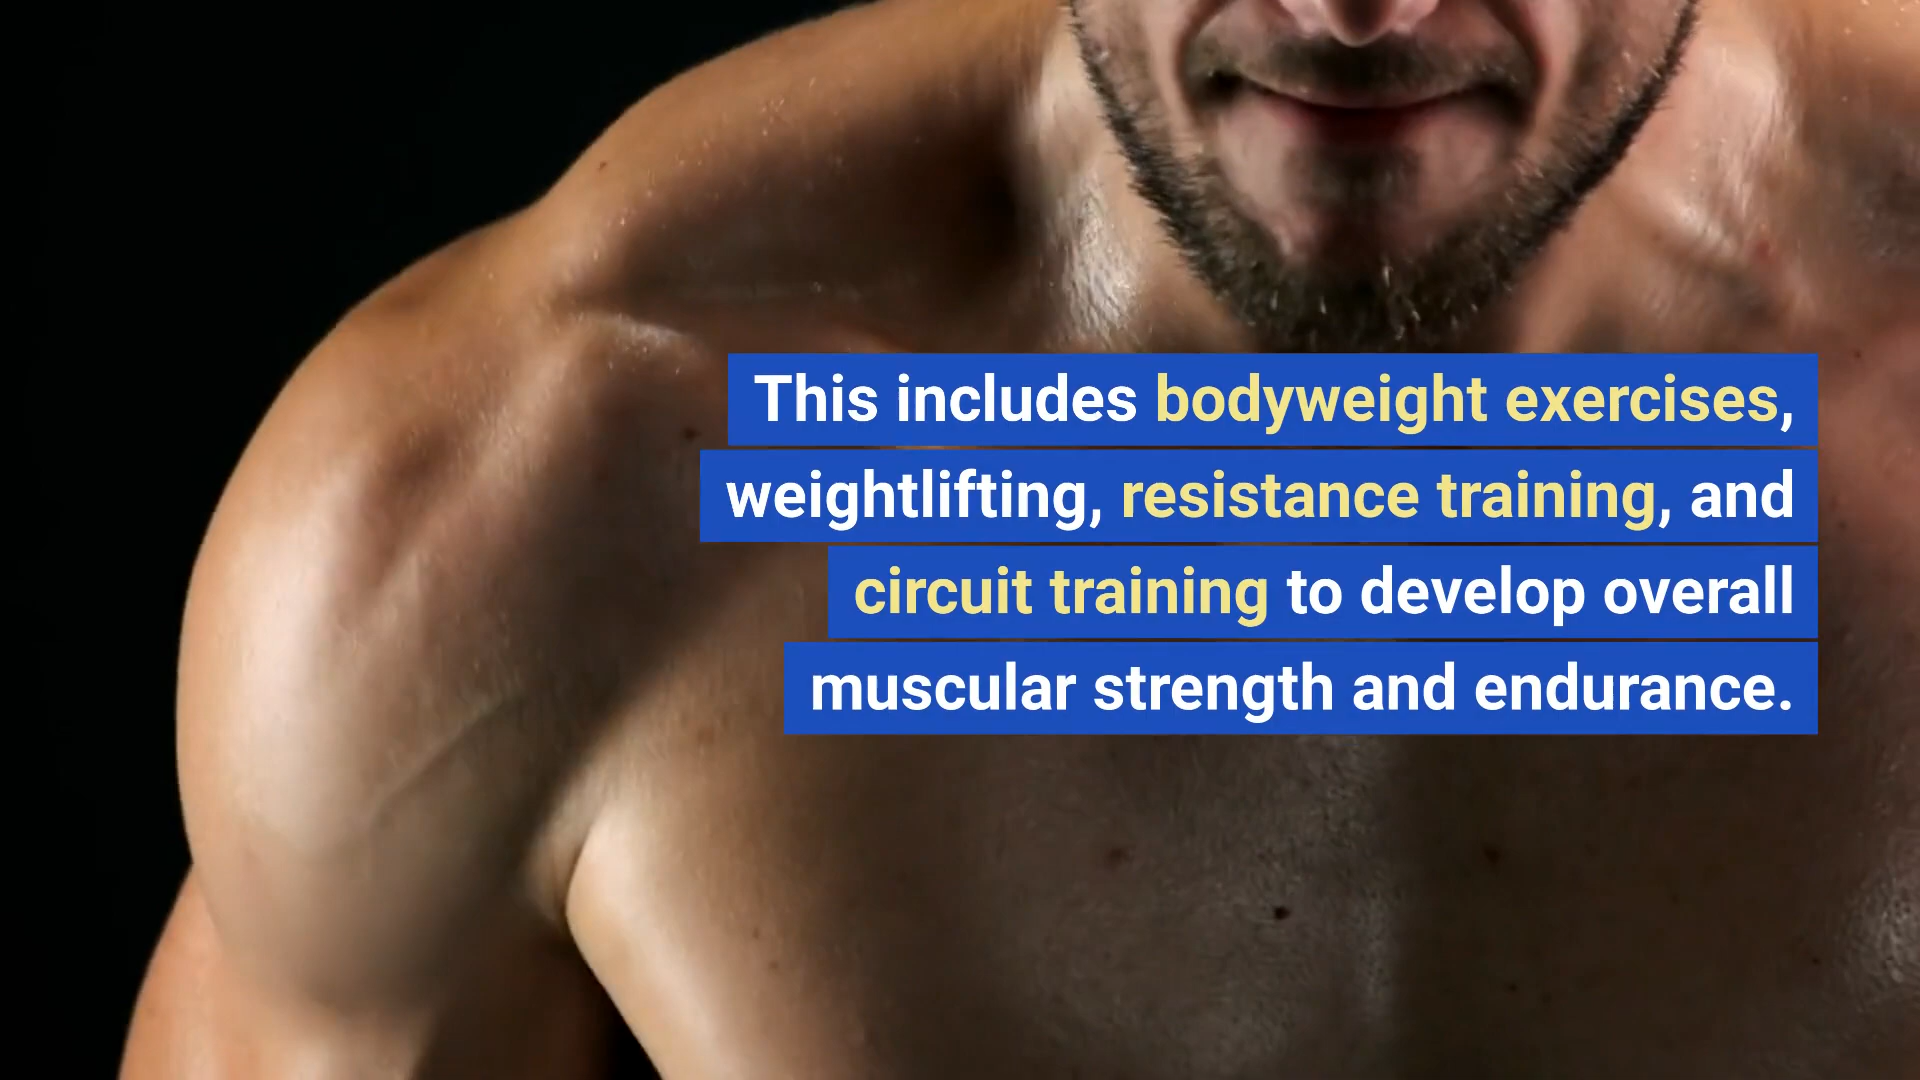 This includes bodyweight exercises,
weightlifting, resistance training, and
circuit training to develop overall
muscular strength and endurance.